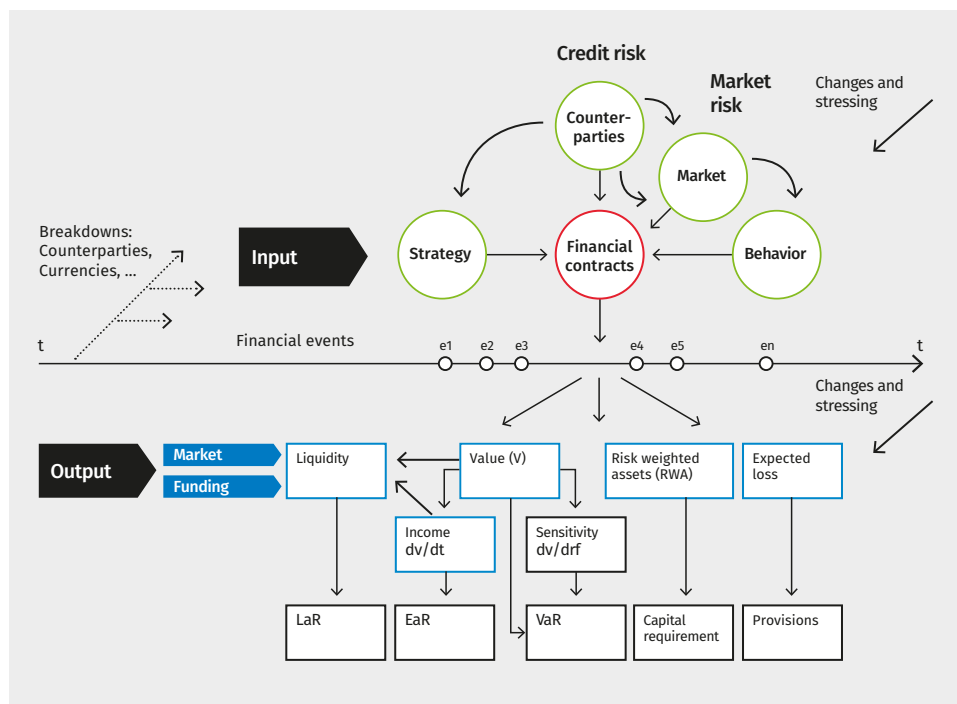 Credit risk
Market
risk
Changes and
stressing
Counter-
parties
Market
Breakdowns:
Counterparties,
Currencies, ...
Input
Strategy
Financial
contracts
Behavior
t
Financial events
e1
e2
e3
e4
e5
en
t
Changes and
stressing
Output
Market
Funding
Liquidity
Value (V)
Risk weighted
assets (RWA)
Expected
loss
Income
dv/dt
Sensitivity
dv/drf
LaR
EaR
VaR
Capital
requirement
Provisions